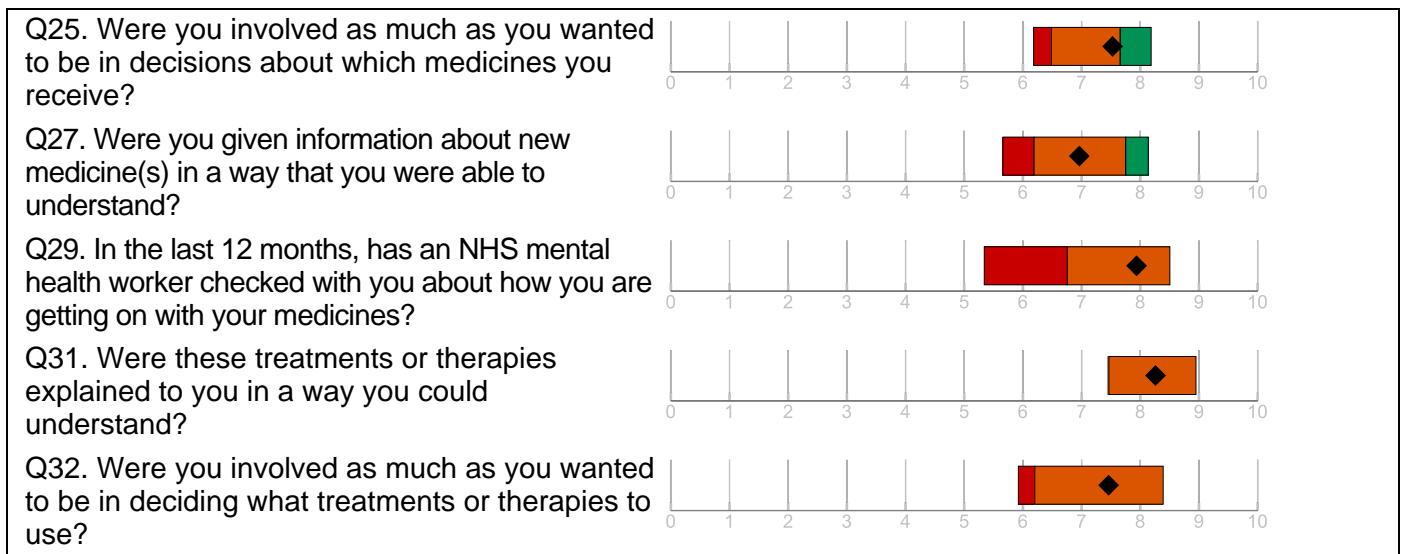 Q25. Were you involved as much as you wanted
to be in decisions about which medicines you
receive?
0 1 2 3 4 5 6 7 8 9 10
Q27. Were you given information about new
medicine(s) in a way that you were able to
understand?
0 1 2 3 4 5 6 7 8 9 10
Q29. In the last 12 months, has an NHS mental
health worker checked with you about how you are
getting on with your medicines?
0 1 2 3 4 5 6 7 8 9 10
Q31. Were these treatments or therapies
explained to you in a way you could
understand?
0 1 2 3 4 5 6 7 8 9 10
Q32. Were you involved as much as you wanted
to be in deciding what treatments or therapies to
use?
0 1 2 3 4 5 6 7 8 9 10